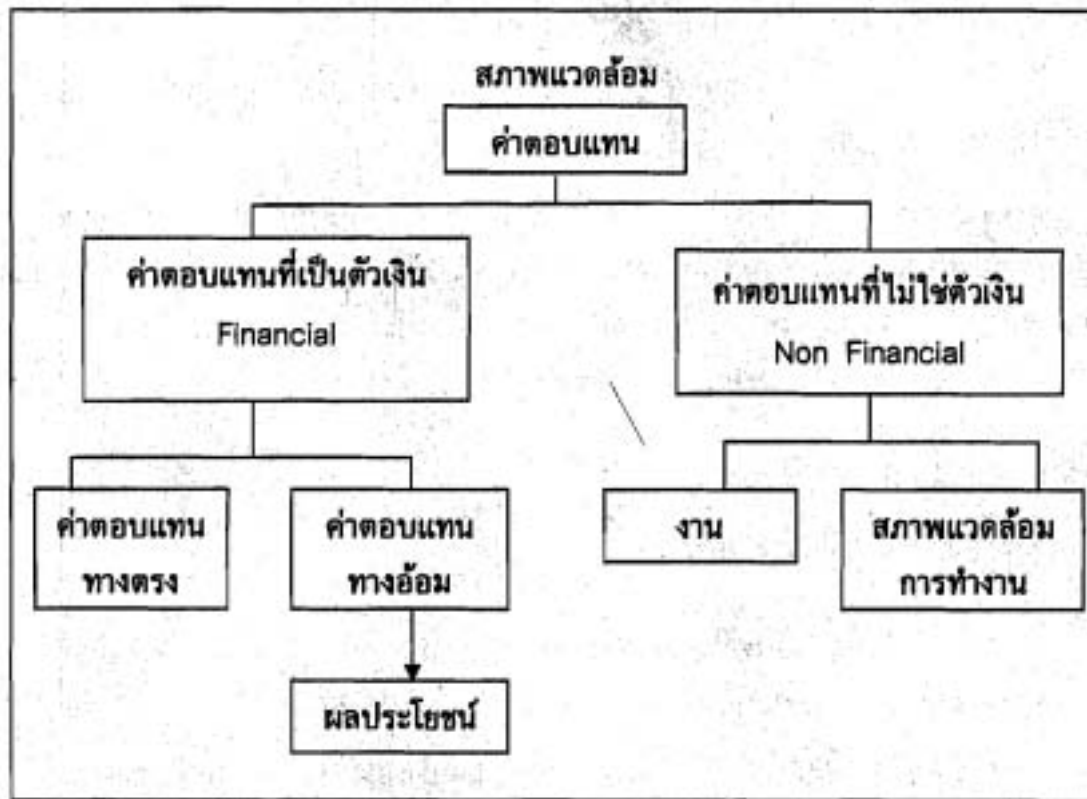 สภาพแวดล้อม
ค่าตอบแทน
ค่าตอบแทนที่เป็นตัวเงิน
Financial
ค่าตอบแทนที่ไม่ใช่ตัวเงิน
Non Financial
ค่าตอบแทน
ทางตรง
ค่าตอบแทน
ทางอ้อม
งาน
สภาพแวดล้อม
การทำงาน
ผลประโยชน์